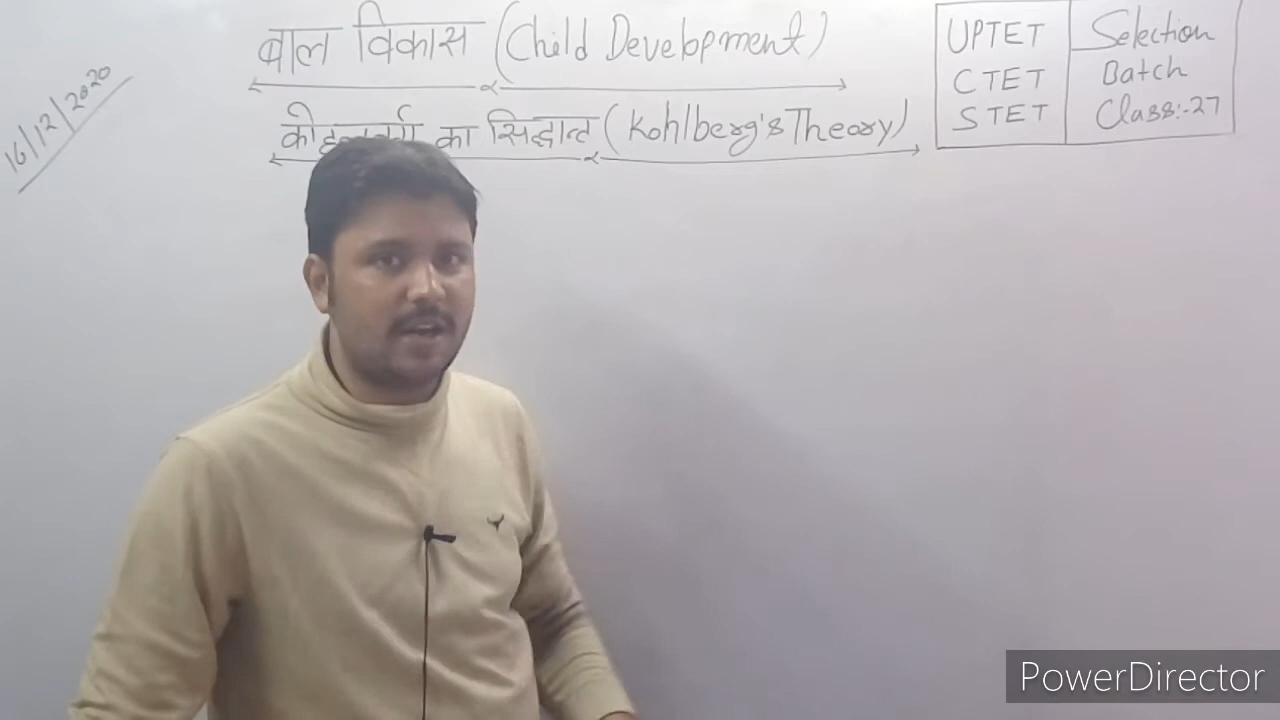 बाल विकास (Child Development)
का सिद्धान्त (Kohlberg's Theory)
16/12/2020
UPTET Selection
CTET Batch
STET Class:-27
PowerDirector